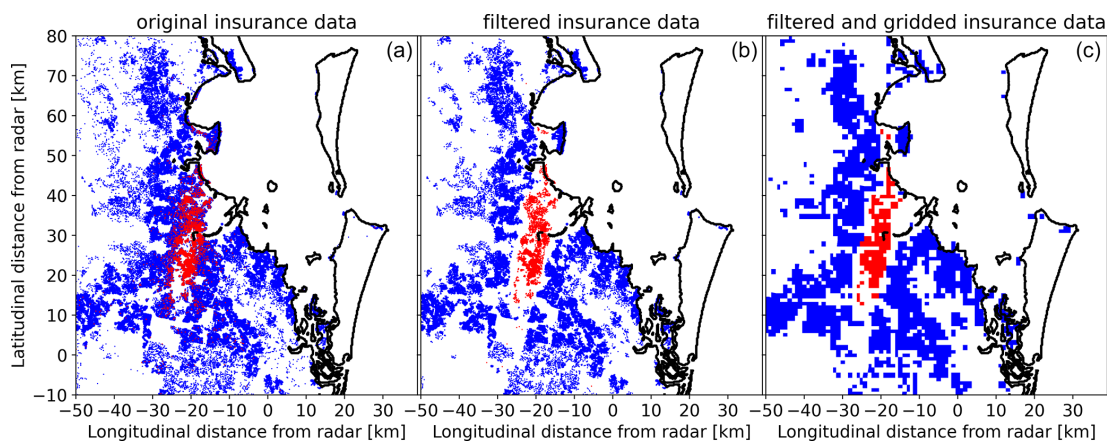 original insurance data
filtered insurance data
filtered and gridded insurance data
(a)
(b)
(c)
Latitudinal distance from radar [km]
80
70
60
50
40
30
20
10
0
−10
−50 −40 −30 −20 −10 0 10 20 30
−50 −40 −30 −20 −10 0 10 20 30
−50 −40 −30 −20 −10 0 10 20 30
Longitudinal distance from radar [km]
Longitudinal distance from radar [km]
Longitudinal distance from radar [km]